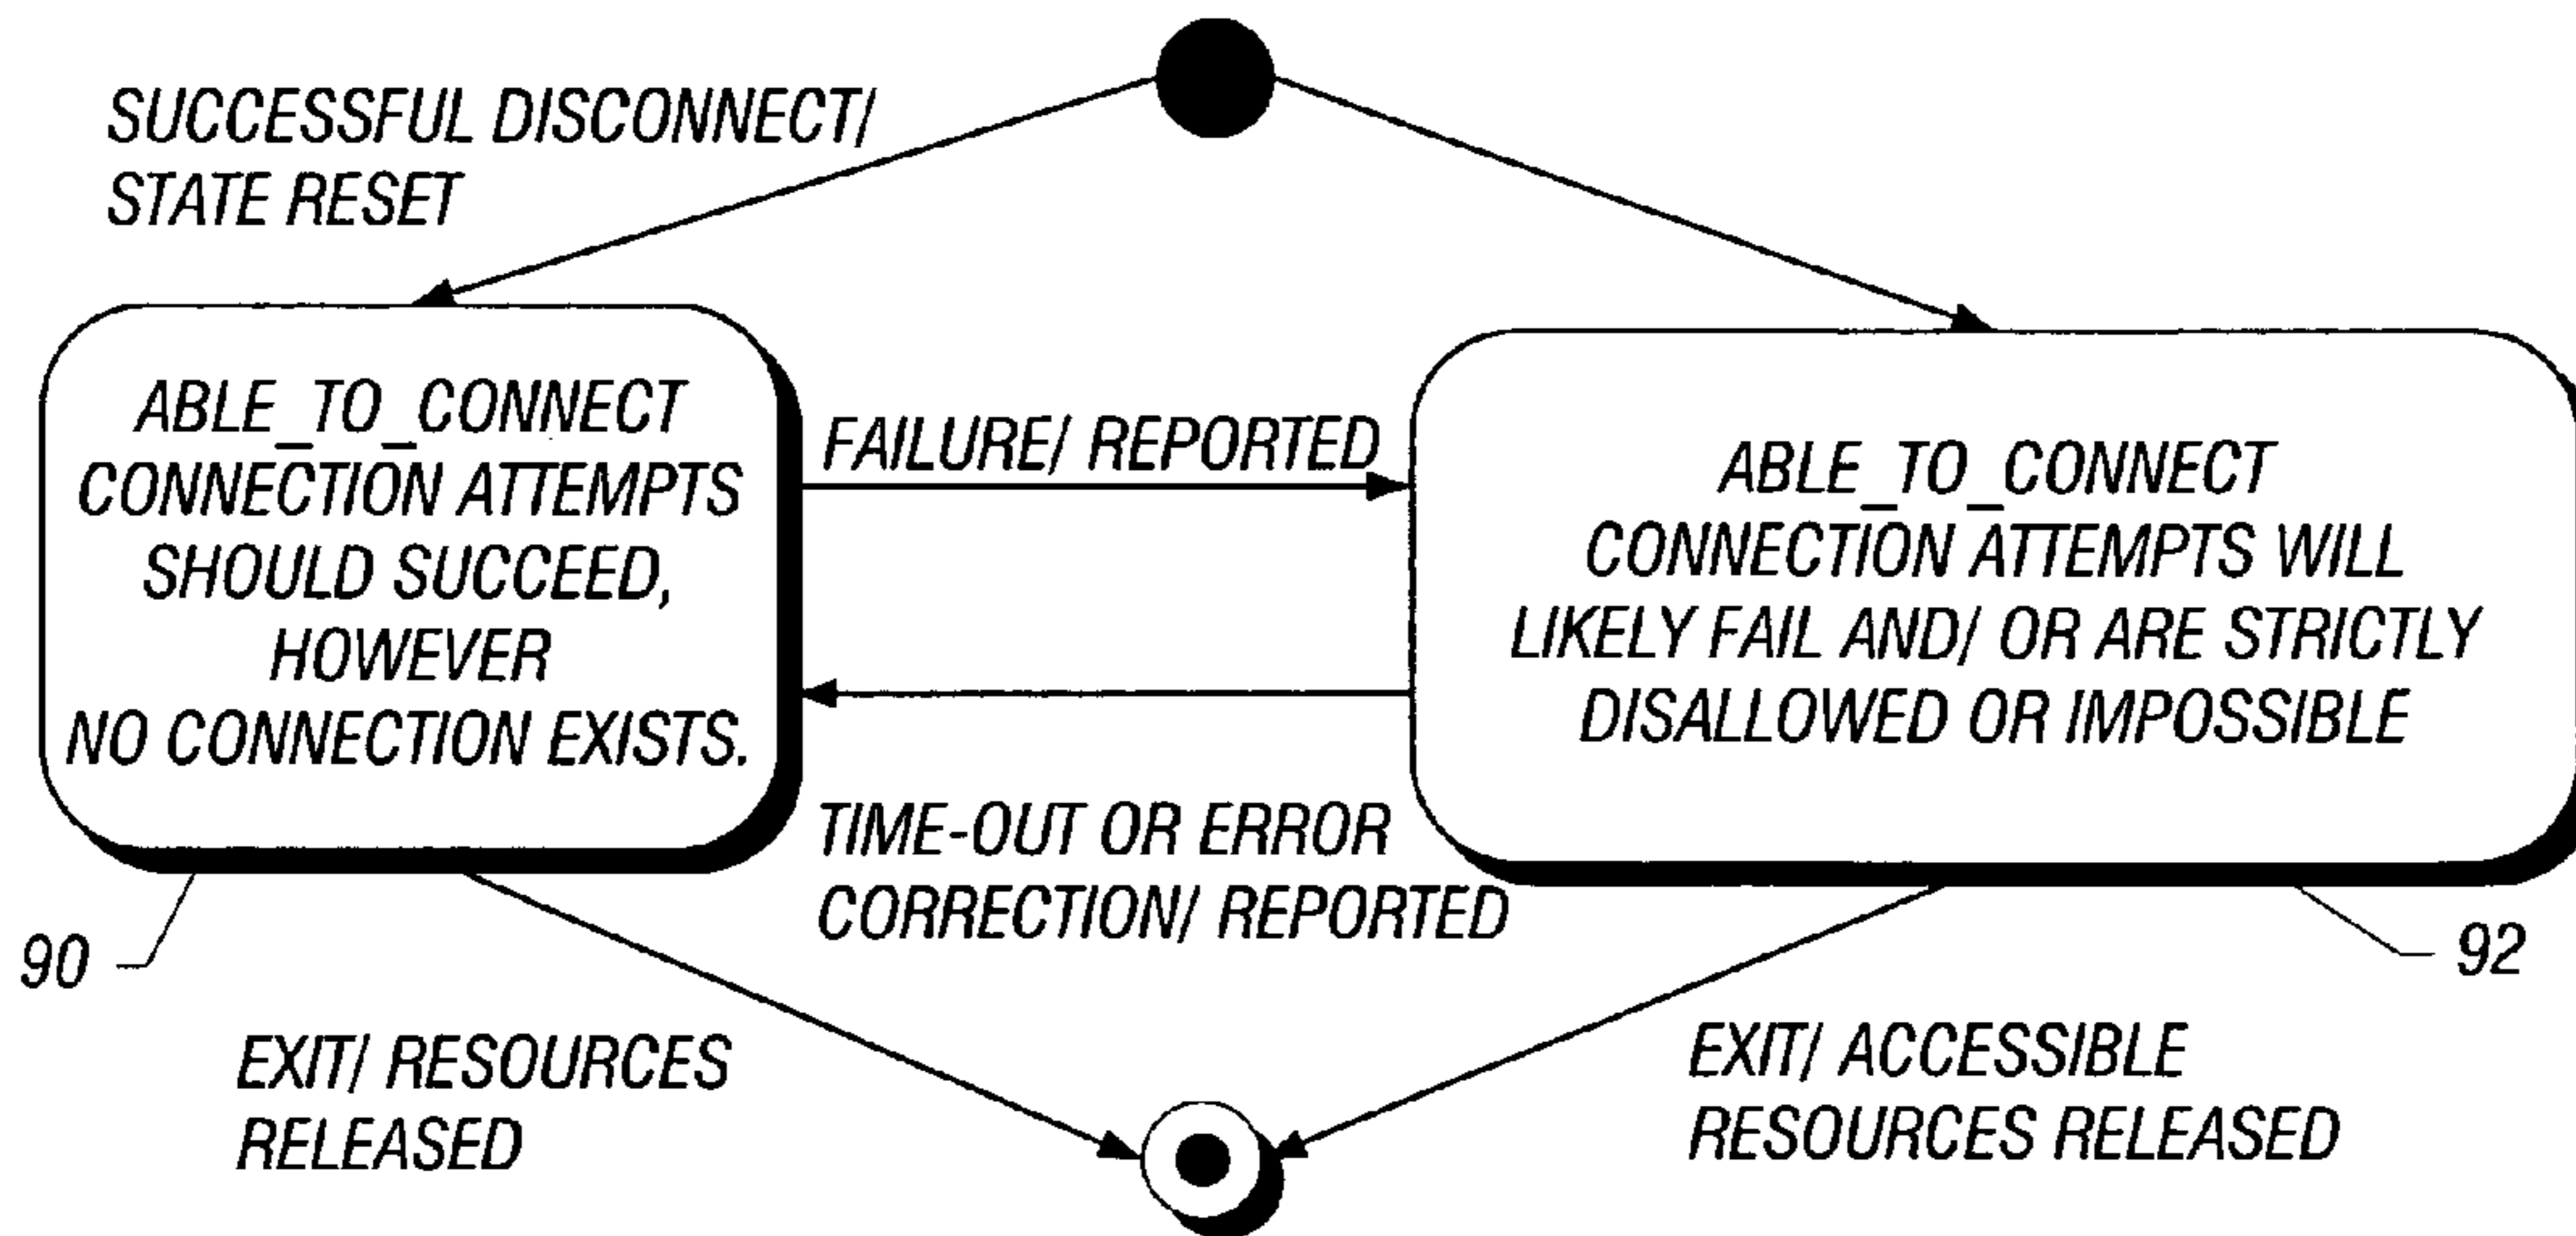 SUCCESSFUL DISCONNECT/
STATE RESET
ABLE_TO_CONNECT
CONNECTION ATTEMPTS
SHOULD SUCCEED,
HOWEVER
NO CONNECTION EXISTS.
FAILURE/ REPORTED
ABLE_TO_CONNECT
CONNECTION ATTEMPTS WILL
LIKELY FAIL AND/ OR ARE STRICTLY
DISALLOWED OR IMPOSSIBLE
TIME-OUT OR ERROR
CORRECTION/ REPORTED
90
92
EXIT/ RESOURCES
RELEASED
EXIT/ ACCESSIBLE
RESOURCES RELEASED